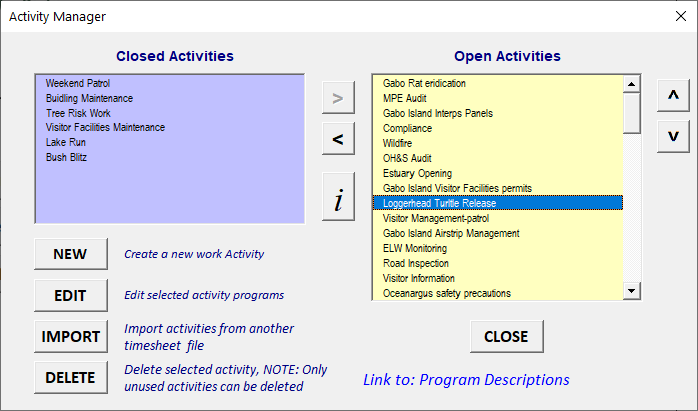 Activity Manager
Closed Activities
Weekend Patrol
Buidling Maintenance
Tree Risk Work
Visitor Facilities Maintenance
Lake Run
Bush Blitz
>
<
i
Open Activities
Gabo Rat eridication
MPE Audit
Gabo Island Interps Panels
Compliance
Wildfire
OH&S Audit
Estuary Opening
Gabo Island Visitor Facilities permits
Loggerhead Turltle Release
Visitor Management-patrol
Gabo Island Airstrip Management
ELW Monitoring
Road Inspection
Visitor Information
Oceanargus safety precautions
NEW Create a new work Activity
EDIT Edit selected activity programs
IMPORT Import activities from another
timesheet file
DELETE Delete selected activity, NOTE: Only
unused activities can be deleted
CLOSE
Link to: Program Descriptions